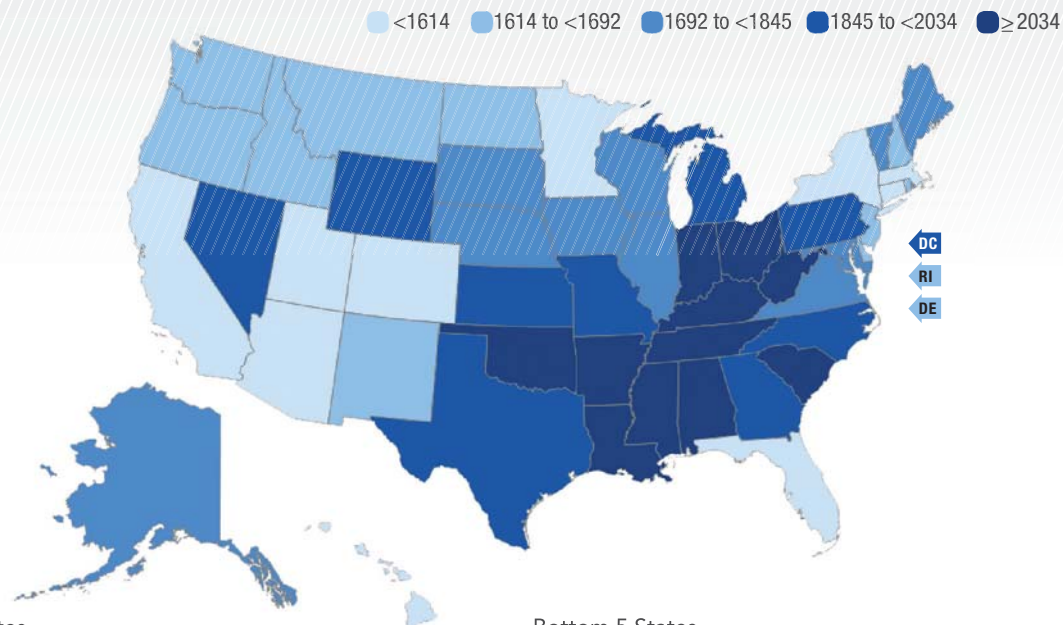 <1614 1614 to <1692 1692 to <1845 1845 to <2034 ≥2034
DC
RI
DE
Bottom 5 States